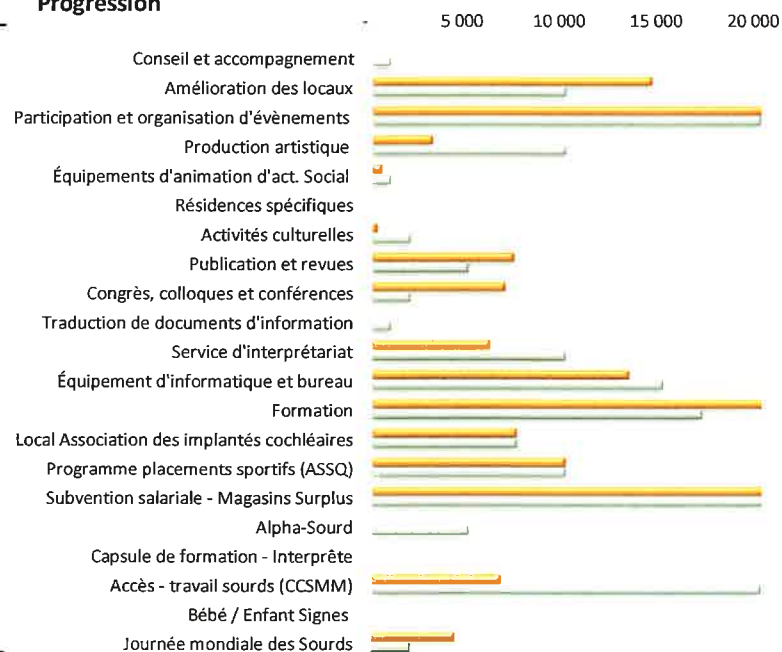 Progression
- 5 000 10 000 15 000 20 000
Conseil et accompagnement
Amélioration des locaux
Participation et organisation d'évènements
Production artistique
Équipements d'animation d'act. Social
Résidences spécifiques
Activités culturelles
Publication et revues
Congrès, colloques et conférences
Traduction de documents d'information
Service d'interprétariat
Équipement d'informatique et bureau
Formation
Local Association des implantés cochléaires
Programme placements sportifs (ASSQ)
Subvention salariale - Magasins Surplus
Alpha-Sourd
Capsule de formation - Interprête
Accès - travail sourds (CCSMM)
Bébé / Enfant Signes
Journée mondiale des Sourds